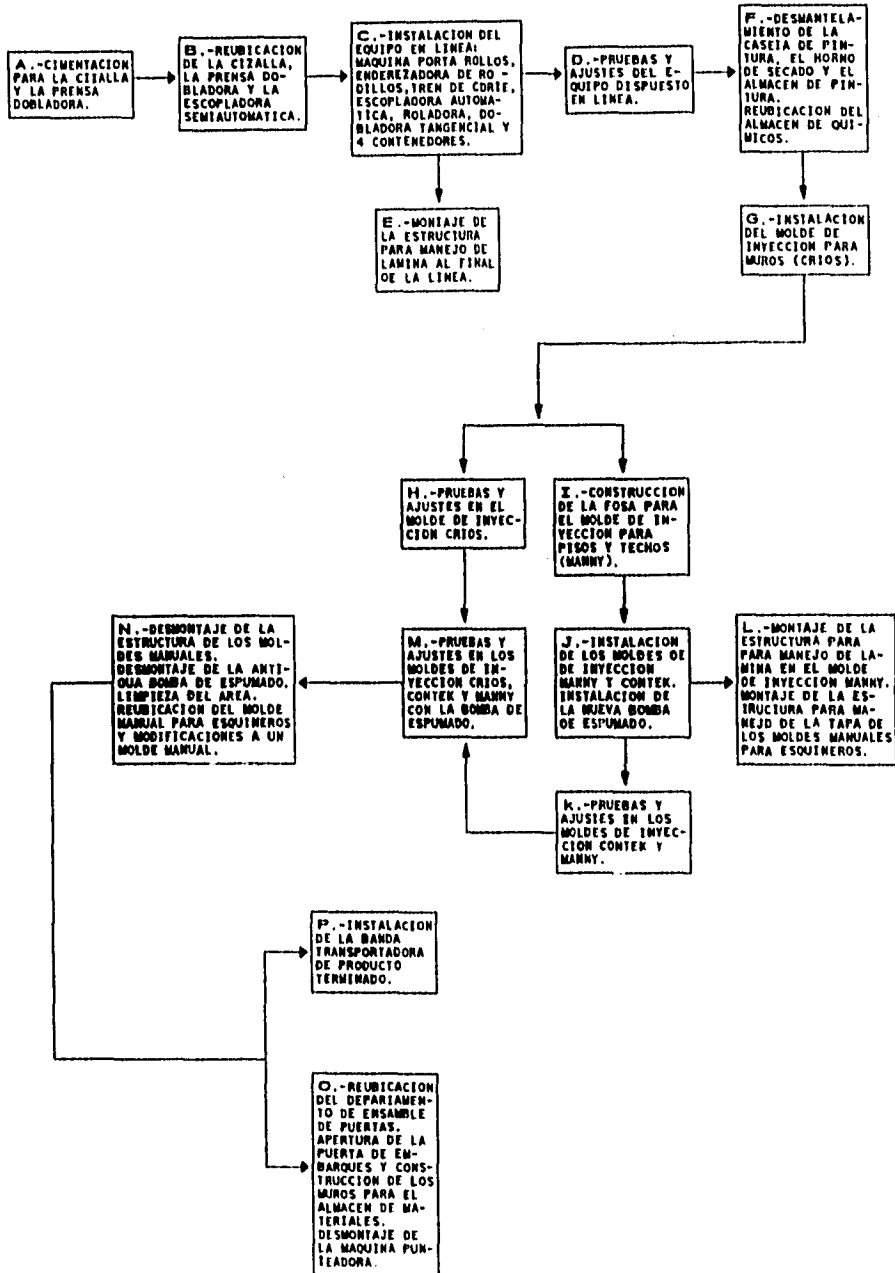 A.-CIMENTACION
PARA LA CIZALLA
Y LA PRENSA
DOBLADORA.
B.-REUBICACION
DE LA CIZALLA,
LA PRENSA DO-
BLADORA Y LA
ESCOPLADORA
SEMIAUTOMATICA.
C.-INSTALACION DEL
EQUIPO EN LINEA:
MAQUINA PORTA ROLLOS,
ENDEREZADORA DE RO-
DILLOS, TREN DE CORTE,
ESCOPLADORA AUTOMA-
TICA, ROLADORA, DO-
BLADORA TANGENCIAL Y
4 CONTENEDORES.
D.-PRUEBAS Y
AJUSTES DEL E-
QUIPO DISPUESTO
EN LINEA.
F.-DESMANTELA-
MIENTO DE LA
CASETA DE PIN-
TURA, EL HORNO
DE SECADO Y EL
ALMACEN DE PIN-
TURA.
REUBICACION DEL
ALMACEN DE QUI-
MICOS.
E.-MONTAJE DE
LA ESTRUCTURA
PARA MANEJO DE
LAMINA AL FINAL
DE LA LINEA.
G.-INSTALACION
DEL MOLDE DE
INYECCION PARA
MUROS (CRIOS).
H.-PRUEBAS Y
AJUSTES EN EL
MOLDE DE INYEC-
CION CRIOS.
I.-CONSTRUCCION
DE LA FOSA PARA
EL MOLDE DE IN-
YECCION PARA
PISOS Y TECHOS
(MANNY).
N.-DESMONTAJE DE LA
ESTRUCTURA DE LOS MOL-
DES MANUALES.
DESMONTAJE DE LA ANTI-
GUA BOMBA DE ESPUMADO.
LIMPIEZA DEL AREA.
REUBICACION DEL MOLDE
MANUAL PARA ESQUINEROS
Y MODIFICACIONES A UN
MOLDE MANUAL.
M.-PRUEBAS Y
AJUSTES EN LOS
MOLDES DE IN-
YECCION CRIOS,
CONTEK Y MANNY
CON LA BOMBA DE
ESPUMADO.
J.-INSTALACION
DE LOS MOLDES DE
DE INYECCION
MANNY Y CONTEK.
INSTALACION DE
LA NUEVA BOMBA
DE ESPUMADO.
L.-MONTAJE DE LA
ESTRUCTURA PARA
PARA MANEJO DE LA-
MINA EN EL MOLDE
DE INYECCION MANNY.
MONTAJE DE LA ES-
TRUCTURA PARA MA-
NEJO DE LA TAPA DE
LOS MOLDES MANUALES
PARA ESQUINEROS.
K.-PRUEBAS Y
AJUSTES EN LOS
MOLDES DE INYEC-
CION CONTEK Y
MANNY.
P.-INSTALACION
DE LA BANDA
TRANSPORTADORA
DE PRODUCTO
TERMINADO.
O.-REUBICACION
DEL DEPARTAMEN-
TO DE ENSAMBLE
DE PUERTAS.
APERTURA DE LA
PUERTA DE EM-
BARQUES Y CONS-
TRUCCION DE LOS
MUROS PARA EL
ALMACEN DE MA-
TERIALES.
DESMONTAJE DE
LA MAQUINA PUN-
TEADORA.